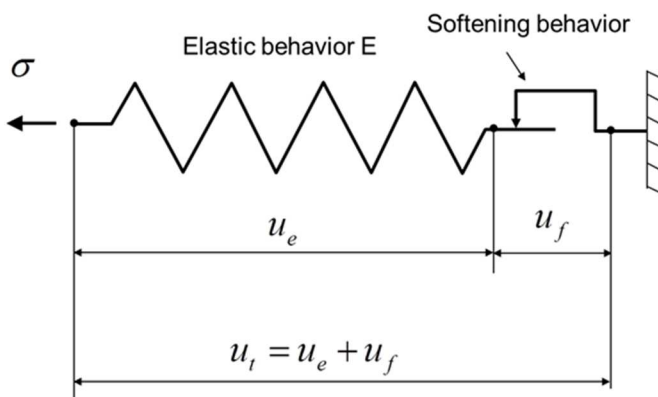 Softening behavior
Elastic behavior E
σ
u_e
u_f
u_t = u_e + u_f